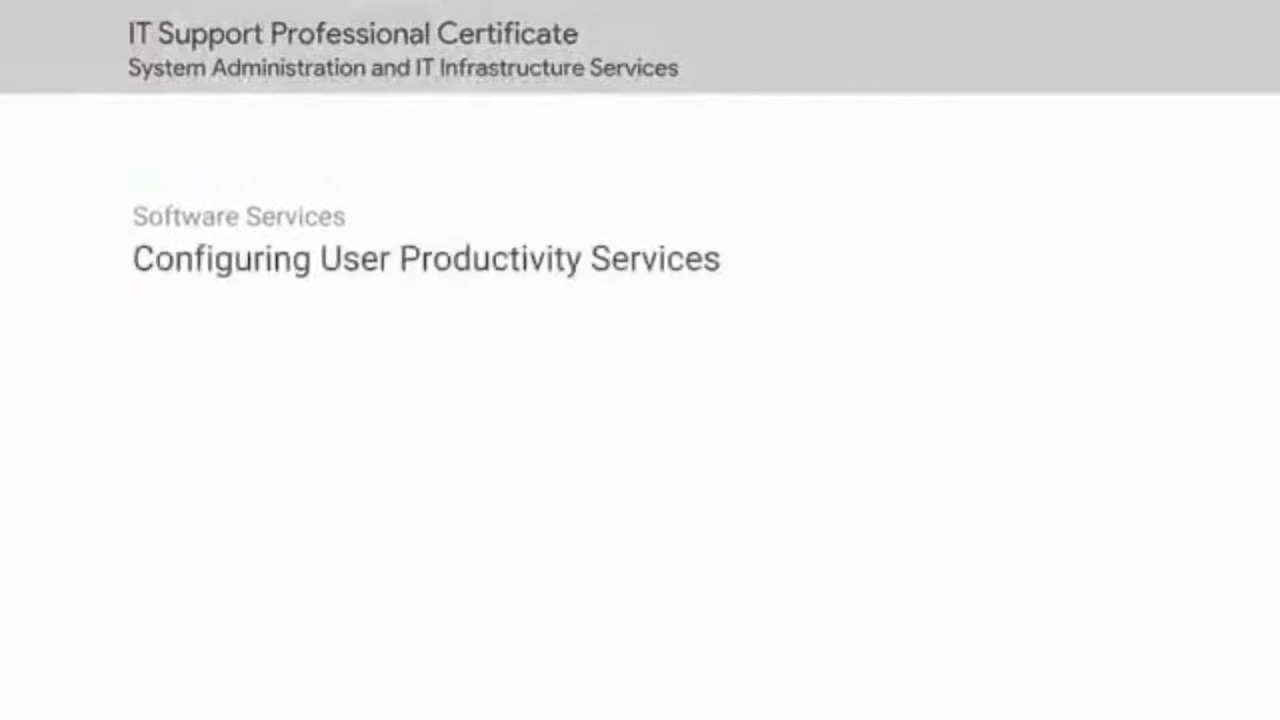 IT Support Professional Certificate
System Administration and IT Infrastructure Services
Software Services
Configuring User Productivity Services